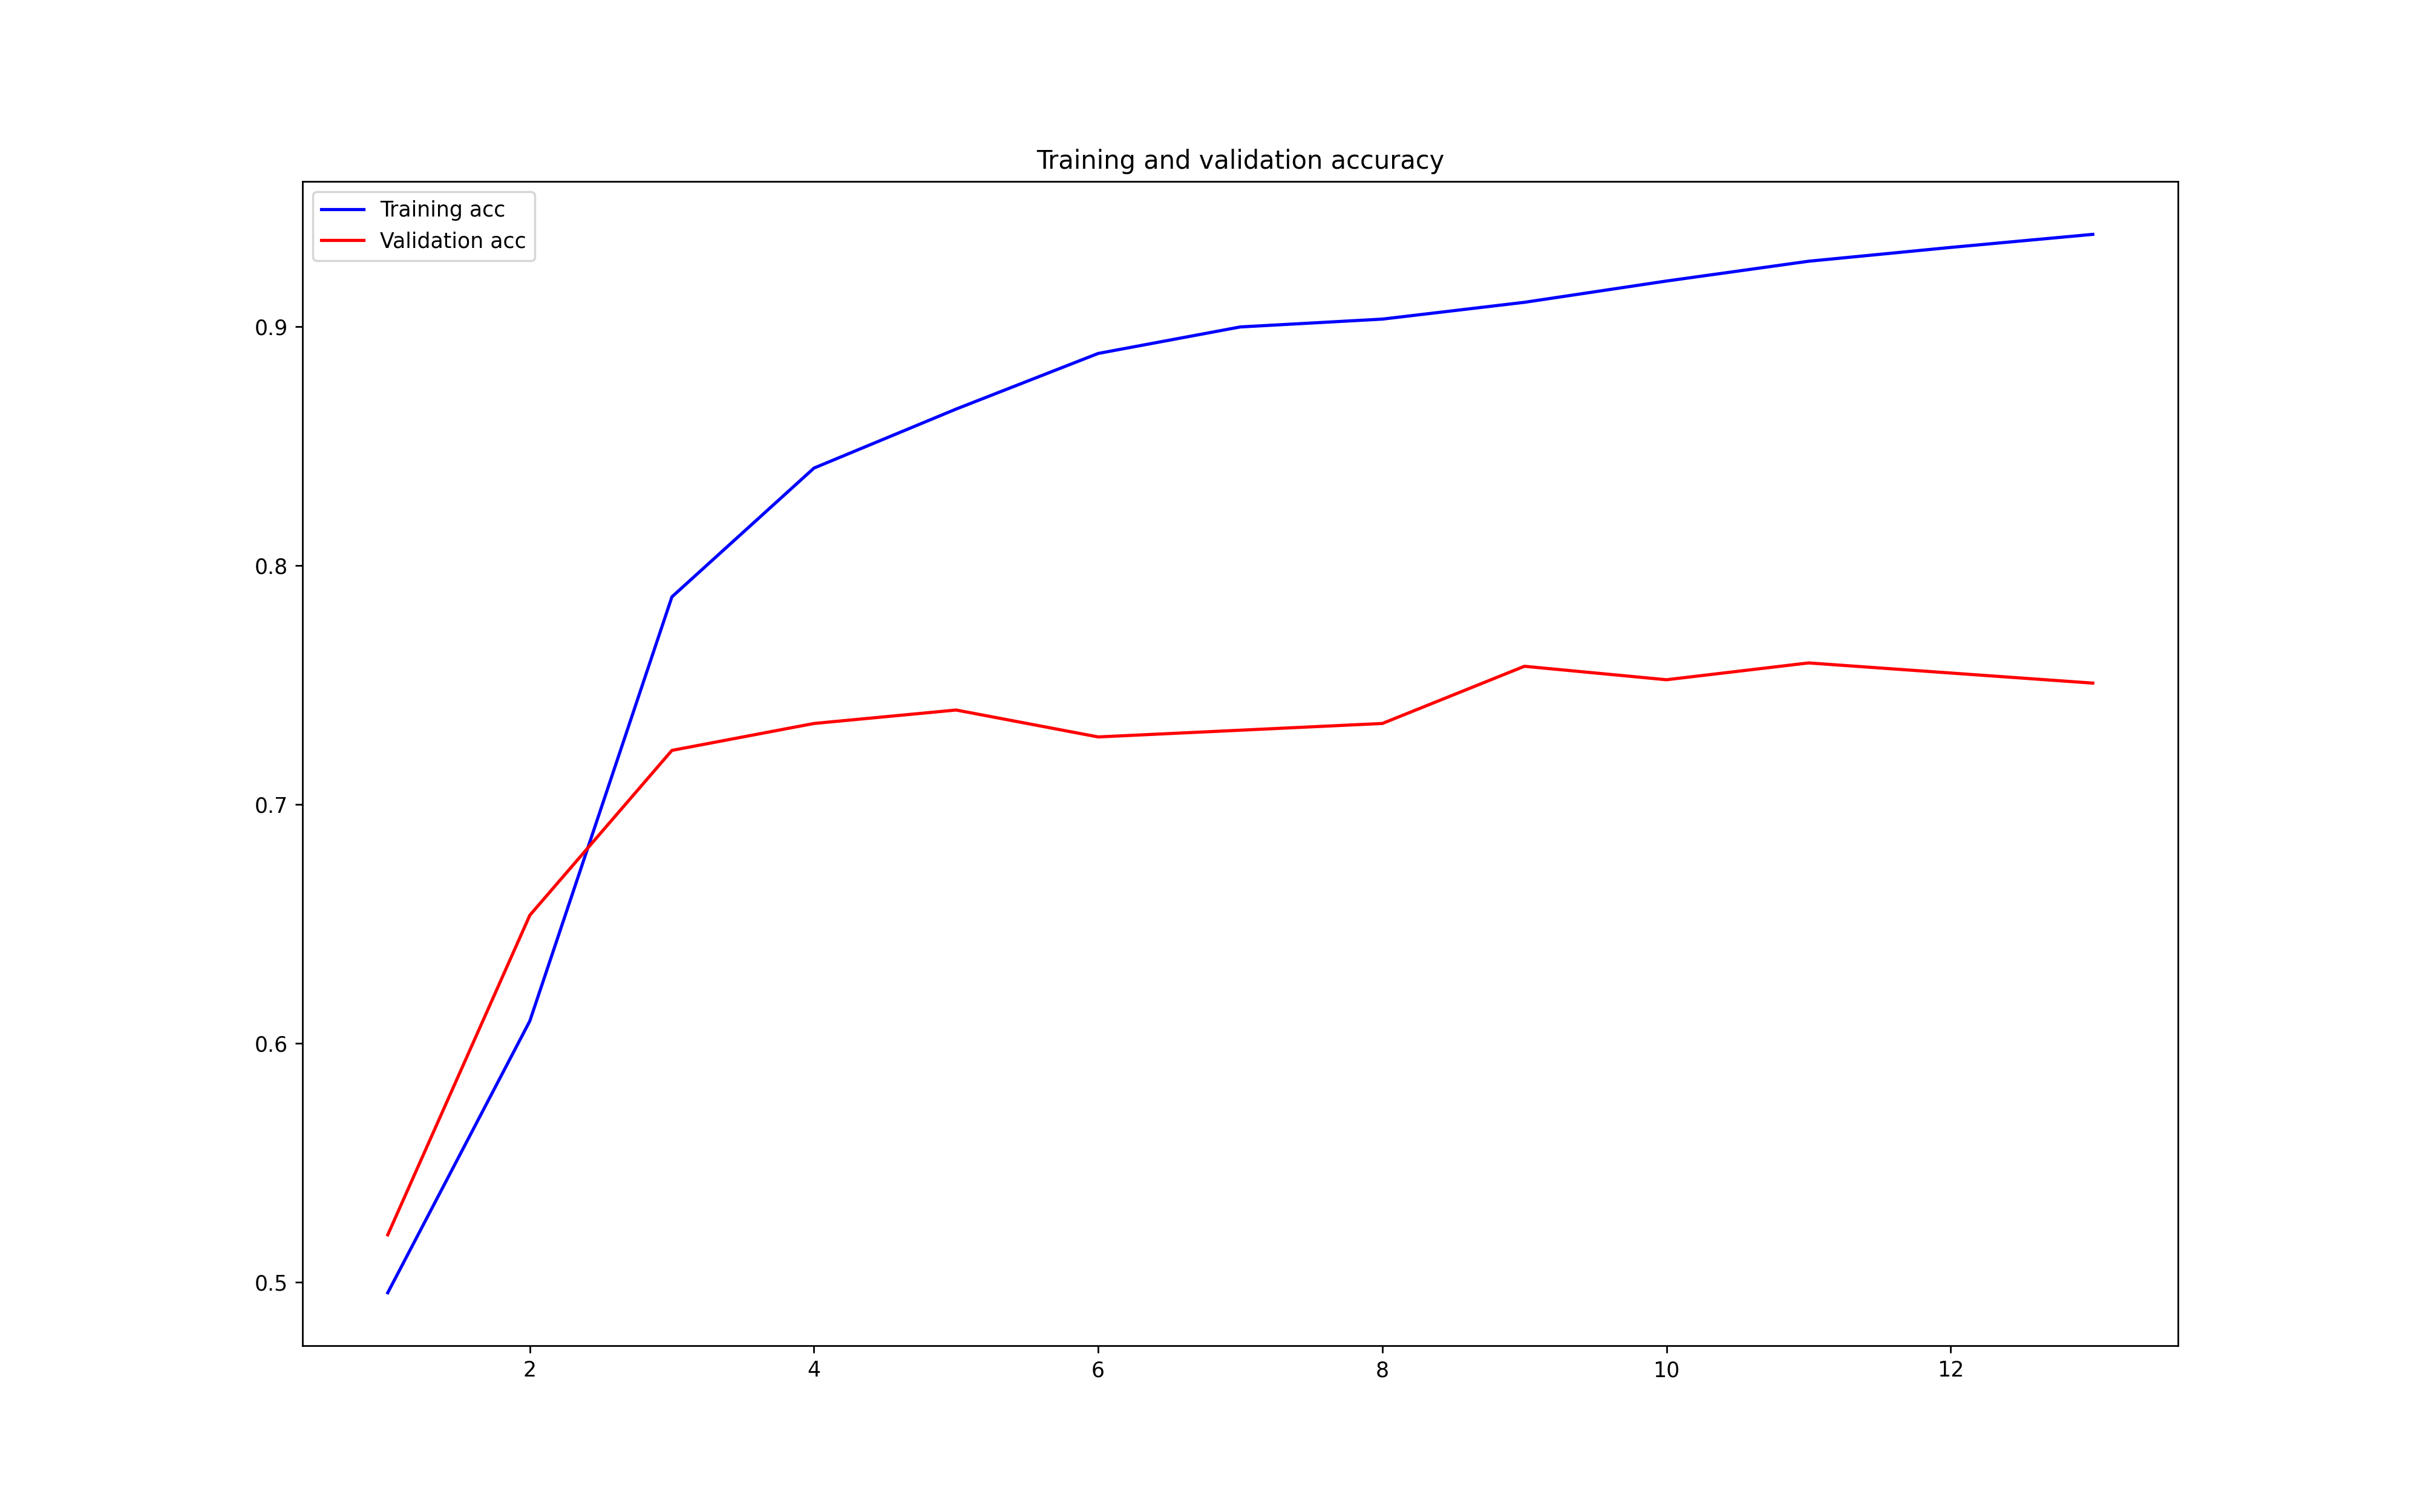 Training and validation accuracy
Training acc
Validation acc
0.9
0.8
0.7
0.6
0.5
2 4 6 8 10 12